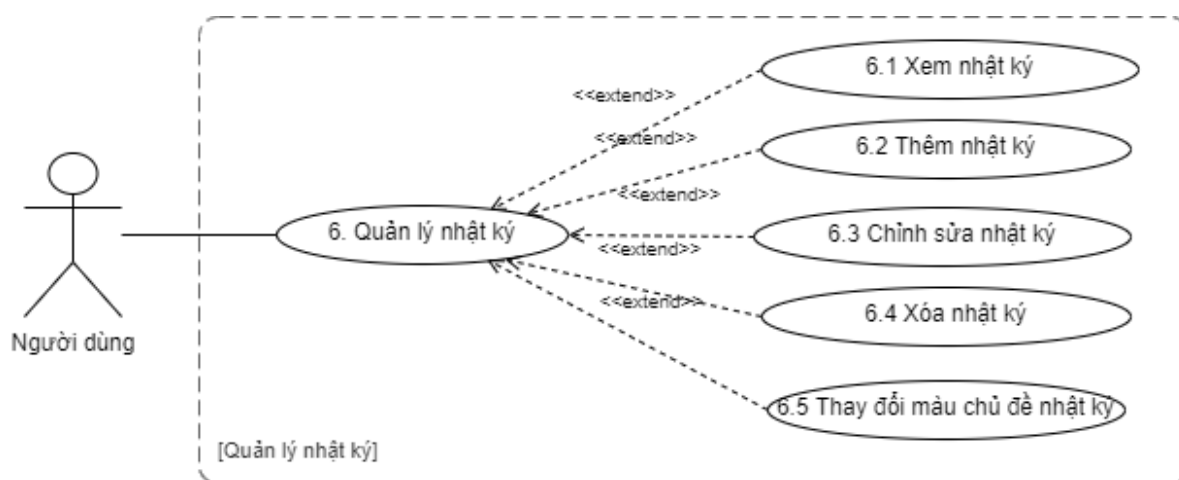 6.1 Xem nhật ký
<<extend>>
<<extend>>
6.2 Thêm nhật ký
<<extend>>
6. Quản lý nhật ký
6.3 Chỉnh sửa nhật ký
<<extend>>
<<extend>>
6.4 Xóa nhật ký
Người dùng
6.5 Thay đổi màu chủ đề nhật ký
[Quản lý nhật ký]